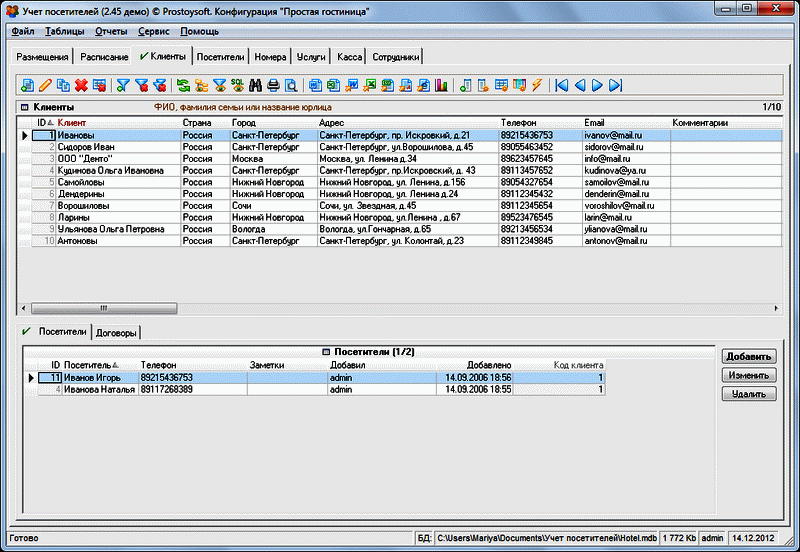 Учет посетителей (2.45 демо) © Prostoysoft. Конфигурация "Простая гостиница"
Файл Таблицы Отчеты Сервис Помощь
Размещения Расписание Клиенты Посетители Номера Услуги Касса Сотрудники
SQL
Клиенты ФИО, фамилия семьи или название юрлица 1/10
ID Клиент Страна Город Адрес Телефон Email Комментарии
1 Ивановы Россия Санкт-Петербург Санкт-Петербург, пр. Искровкий, д.21 89215436753 ivanov@mail.ru
2 Сидоров Иван Россия Санкт-Петербург Санкт-Петербург, ул.Ворошилова, д.45 89055463452 sidorov@mail.ru
3 ООО "Денто" Россия Москва Москва, ул. Ленина д.34 89623457645 info@mail.ru
4 Кудинова Ольга Ивановна Россия Санкт-Петербург Санкт-Петербург, пр.Искровский, д. 43 89113457652 kudinova@ya.ru
5 Самойловы Россия Нижний Новгород Нижний Новгород, ул. Ленина, д.156 89054327654 samoilov@mail.ru
6 Дендерины Россия Нижний Новгород Нижний Новгород, ул. Ленина д.24 89112345432 denderin@mail.ru
7 Ворошиловы Россия Сочи Сочи, ул. Звездная, д.45 89112345654 voroshilov@mail.ru
8 Ларины Россия Нижний Новгород Нижний Новгород, ул.Ленина , д.67 89523476545 larin@mail.ru
9 Ульянова Ольга Петровна Россия Вологда Вологда, ул.Гончарная, д.65 89213456534 ylianova@mail.ru
10 Антоновы Россия Санкт-Петербург Санкт-Петербург, ул. Колонтай, д.23 89112349845 antonov@mail.ru
Посетители Договоры
Посетители (1/2)
Добавить
ID Посетитель Телефон Заметки Добавил Добавлено Код клиента
11 Иванов Игорь 89215436753 admin 14.09.2006 18:56 1
Изменить
4 Иванова Наталья 89117268389 admin 14.09.2006 18:55 1
Удалить
Готово БД: C:\Users\Mariya\Documents\Учет посетителей\Hotel.mdb 1 772 Kb admin 14.12.2012